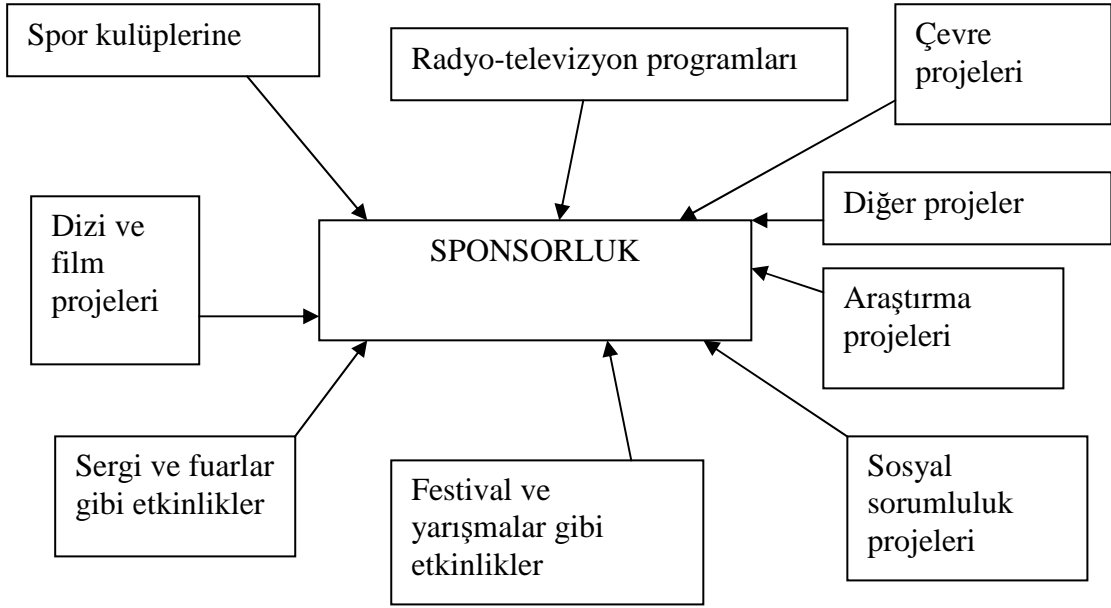 Spor kulüplerine
Radyo-televizyon programları
Çevre
projeleri
Dizi ve
film
projeleri
SPONSORLUK
Diğer projeler
Araştırma
projeleri
Sergi ve fuarlar
gibi etkinlikler
Festival ve
yarışmalar gibi
etkinlikler
Sosyal
sorumluluk
projeleri